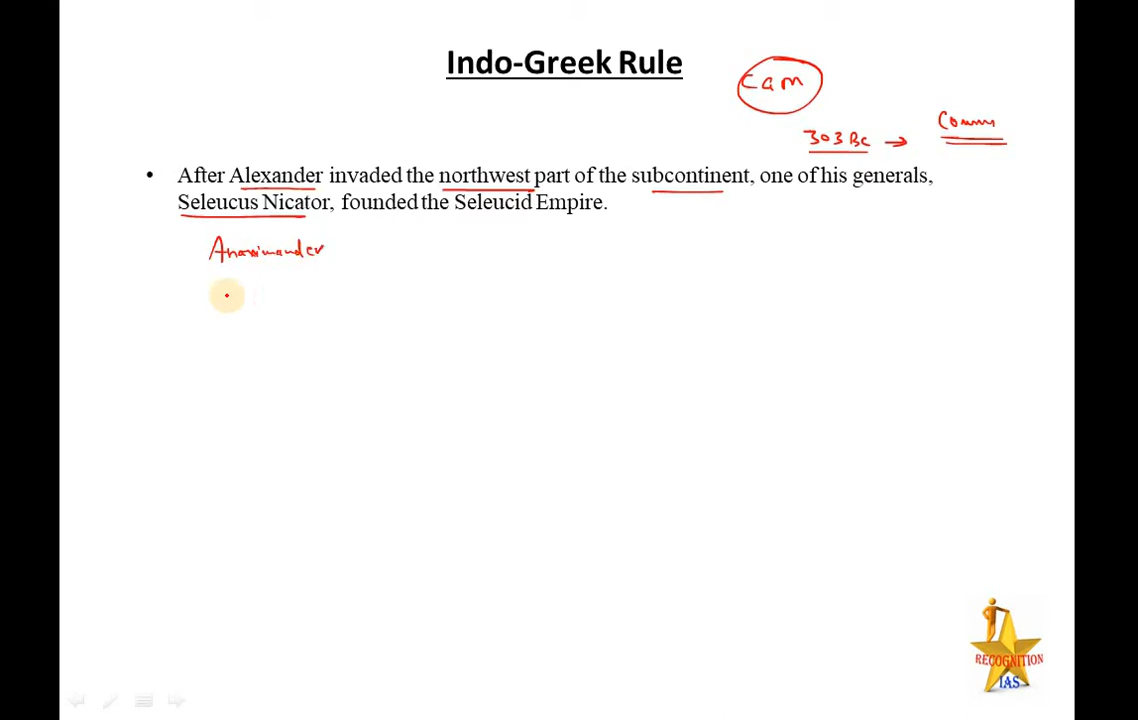 Indo-Greek Rule
Cam
303 BC →
Comm
• After Alexander invaded the northwest part of the subcontinent, one of his generals,
Seleucus Nicator, founded the Seleucid Empire.
Anaximander
RECOGNITION
IAS